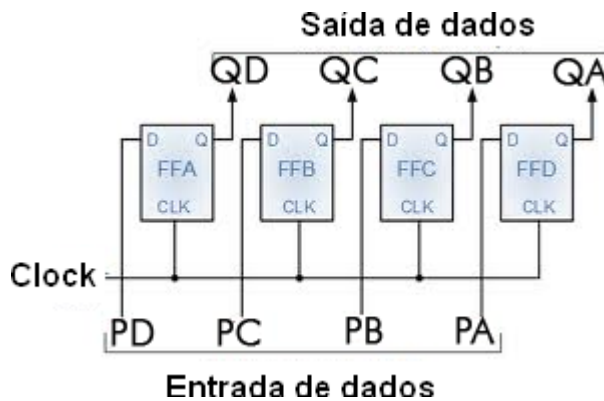 Saída de dados
QD QC QB QA
D Q D Q D Q D Q
FFA FFB FFC FFD
CLK CLK CLK CLK
Clock
PD PC PB PA
Entrada de dados